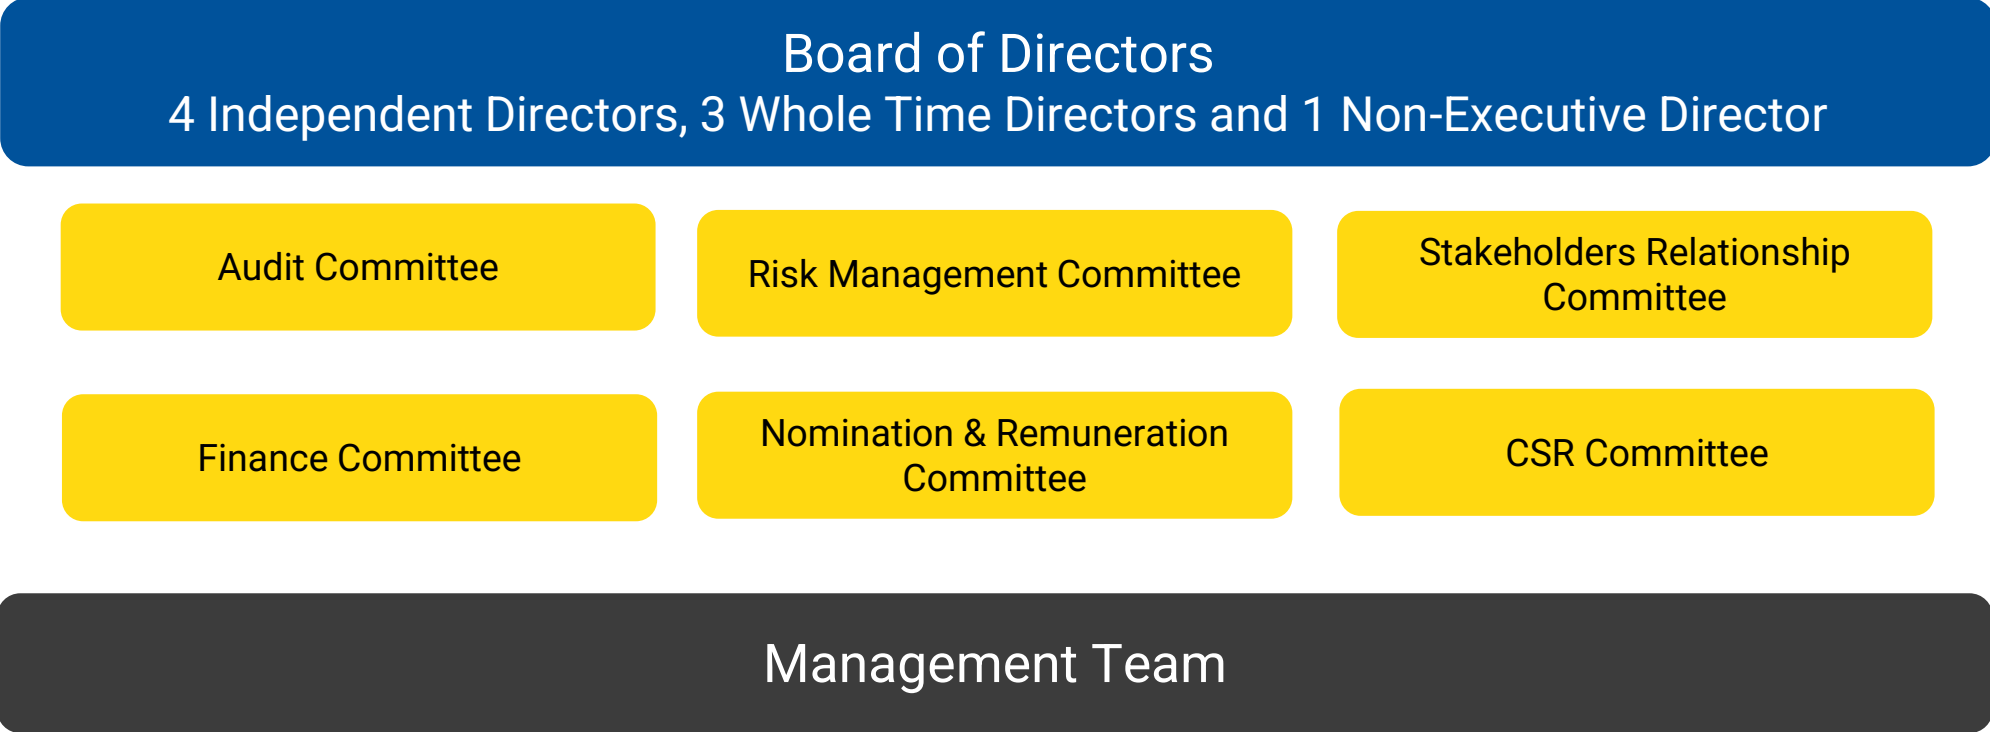 Board of Directors
4 Independent Directors, 3 Whole Time Directors and 1 Non-Executive Director
Audit Committee
Risk Management Committee
Stakeholders Relationship
Committee
Finance Committee
Nomination & Remuneration
Committee
CSR Committee
Management Team